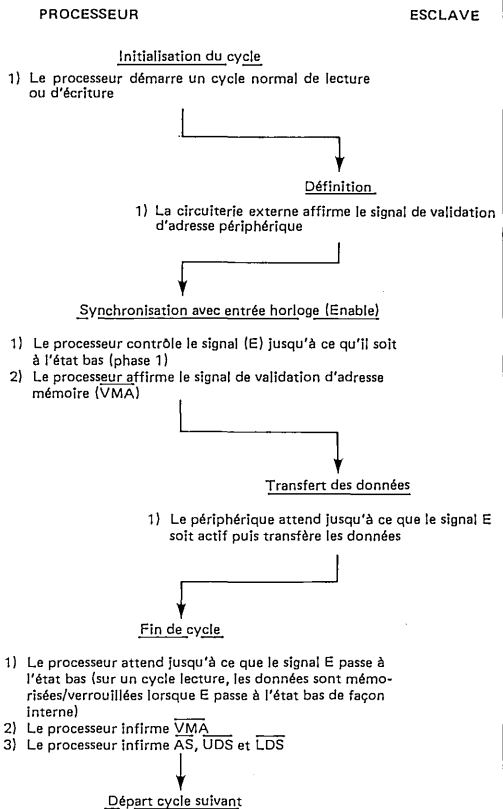 PROCESSEUR ESCLAVE
Initialisation du cycle
1) Le processeur démarre un cycle normal de lecture
ou d'écriture
Définition
1) La circuiterie externe affirme le signal de validation
d'adresse périphérique
Synchronisation avec entrée horloge (Enable)
1) Le processeur contrôle le signal (E) jusqu'à ce qu'il soit
à l'état bas (phase 1)
2) Le processeur affirme le signal de validation d'adresse
mémoire (V̅M̅A̅)
Transfert des données
1) Le périphérique attend jusqu'à ce que le signal E
soit actif puis transfère les données
Fin de cycle
1) Le processeur attend jusqu'à ce que le signal E passe à
l'état bas (sur un cycle lecture, les données sont mémo-
risées/verrouillées lorsque E passe à l'état bas de façon
interne)
2) Le processeur infirme V̅M̅A̅
3) Le processeur infirme A̅S̅, U̅D̅S̅ et L̅D̅S̅
Départ cycle suivant